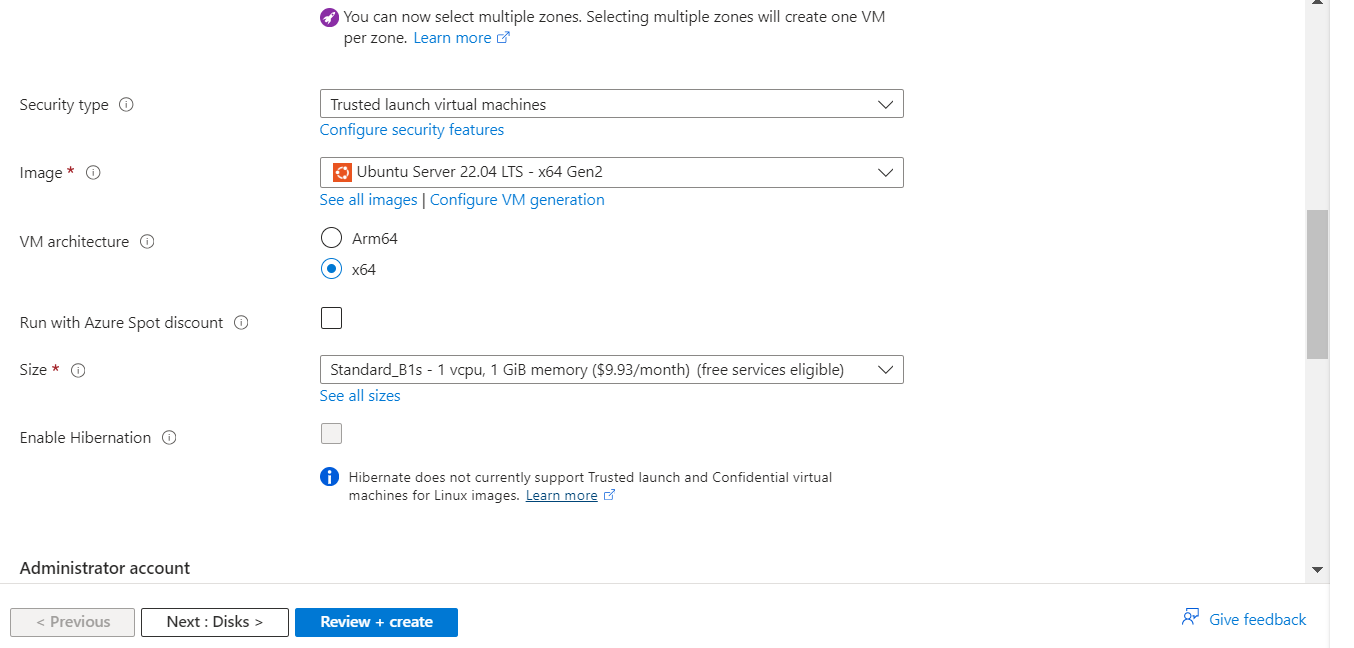 You can now select multiple zones. Selecting multiple zones will create one VM
per zone. Learn more
Security type
Trusted launch virtual machines
Configure security features
Image *
Ubuntu Server 22.04 LTS - x64 Gen2
See all images | Configure VM generation
VM architecture
Arm64
x64
Run with Azure Spot discount
Size *
Standard_B1s - 1 vcpu, 1 GiB memory ($9.93/month) (free services eligible)
See all sizes
Enable Hibernation
Hibernate does not currently support Trusted launch and Confidential virtual
machines for Linux images. Learn more
Administrator account
< Previous
Next : Disks >
Review + create
Give feedback